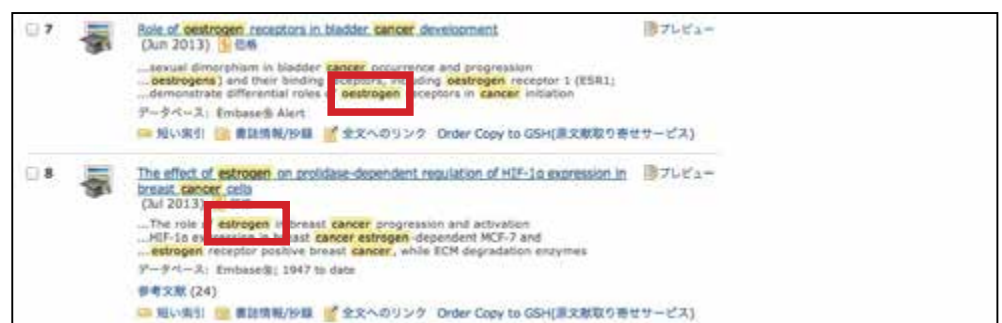 7
Role of oestrogen receptors in bladder cancer development
プレビュー
(Jun 2013) 価格
...sexual dimorphism in bladder cancer occurrence and progression
...oestrogens) and their binding receptors, including oestrogen receptor 1 (ESR1;
...demonstrate differential roles of oestrogen receptors in cancer initiation
データベース: Embase® Alert
短い索引 書誌情報/抄録 全文へのリンク Order Copy to GSH(原文献取り寄せサービス)
8
The effect of estrogen on prolidase-dependent regulation of HIF-1α expression in
プレビュー
breast cancer cells
(Jul 2013)
...The role of estrogen in breast cancer progression and activation
...HIF-1α expression in breast cancer estrogen-dependent MCF-7 and
...estrogen receptor positive breast cancer, while ECM degradation enzymes
データベース: Embase®; 1947 to date
参考文献 (24)
短い索引 書誌情報/抄録 全文へのリンク Order Copy to GSH(原文献取り寄せサービス)